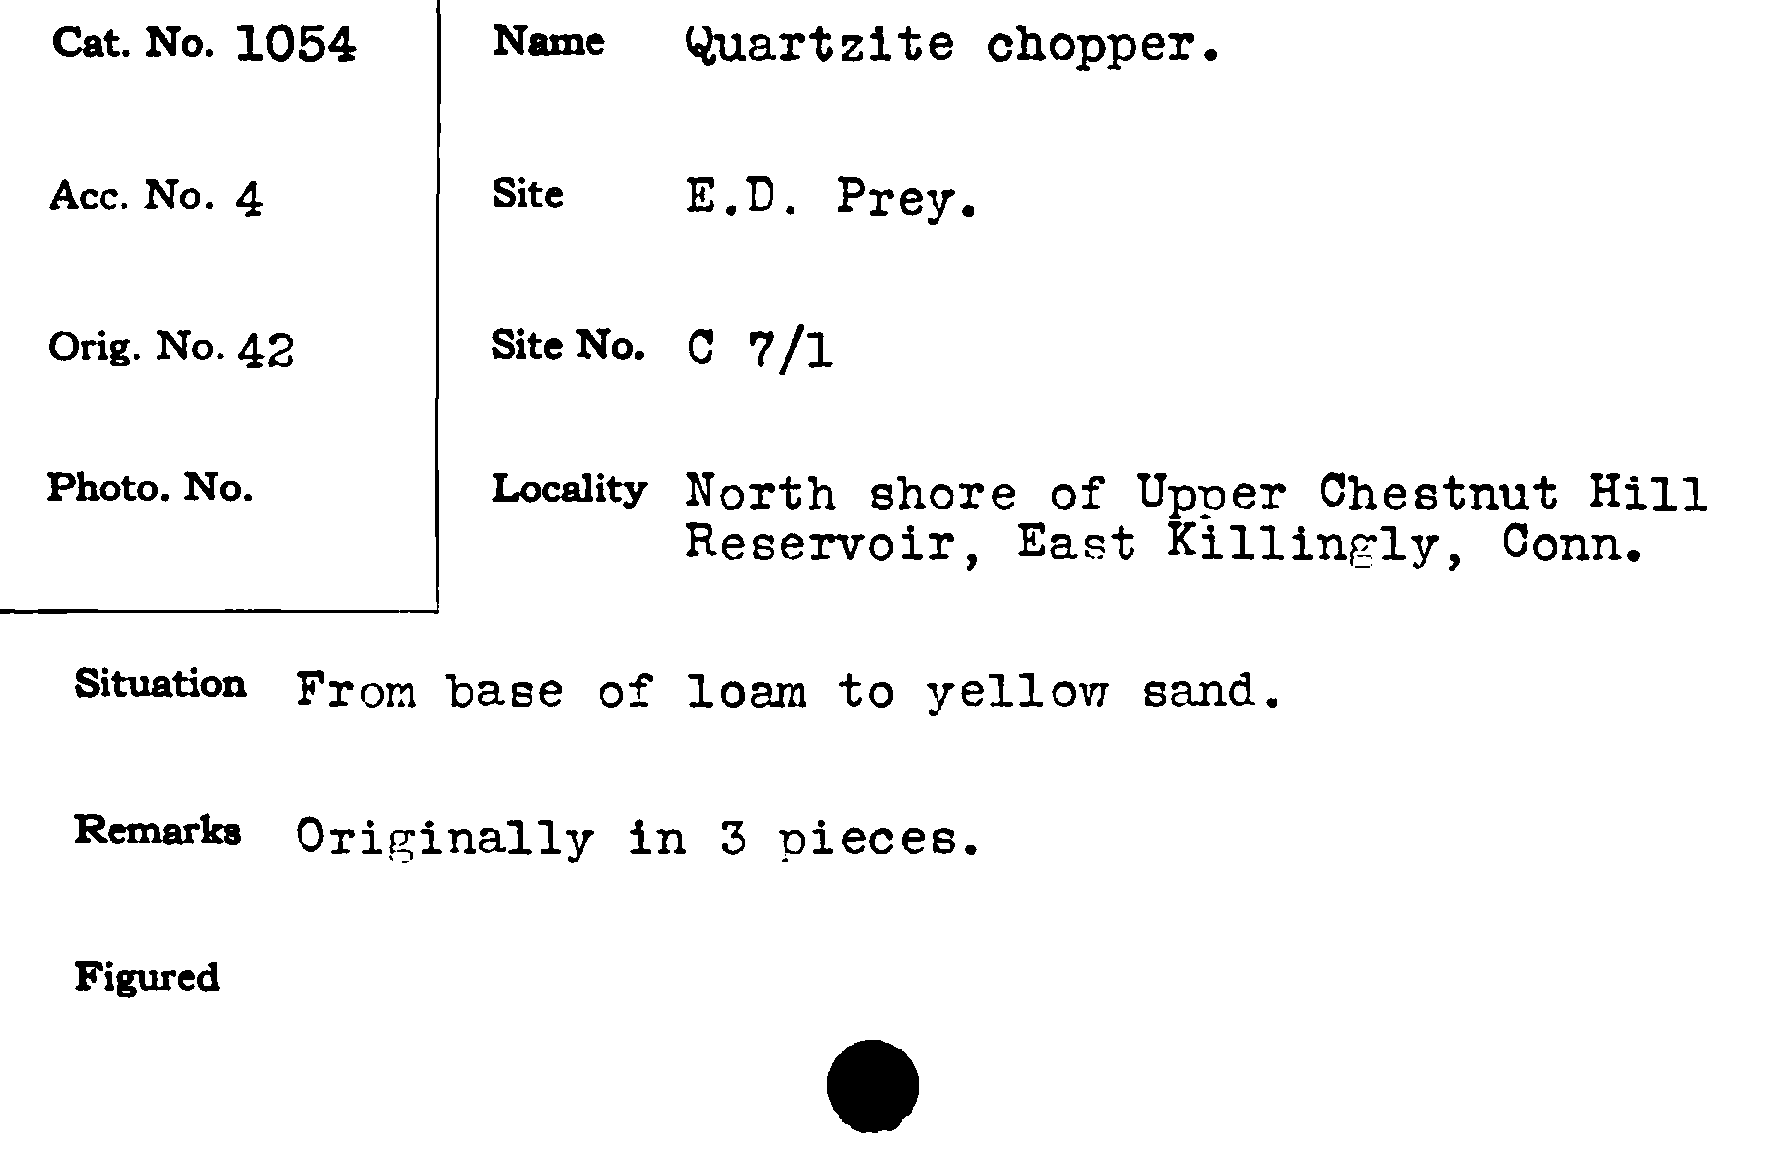 Cat. No. 1054
Name Quartzite chopper.
Acc. No. 4
Site E.D. Prey.
Orig. No. 42
Site No. C 7/1
Photo. No.
Locality North shore of Upper Chestnut Hill
Reservoir, East Killingly, Conn.
Situation From base of loam to yellow sand.
Remarks Originally in 3 pieces.
Figured